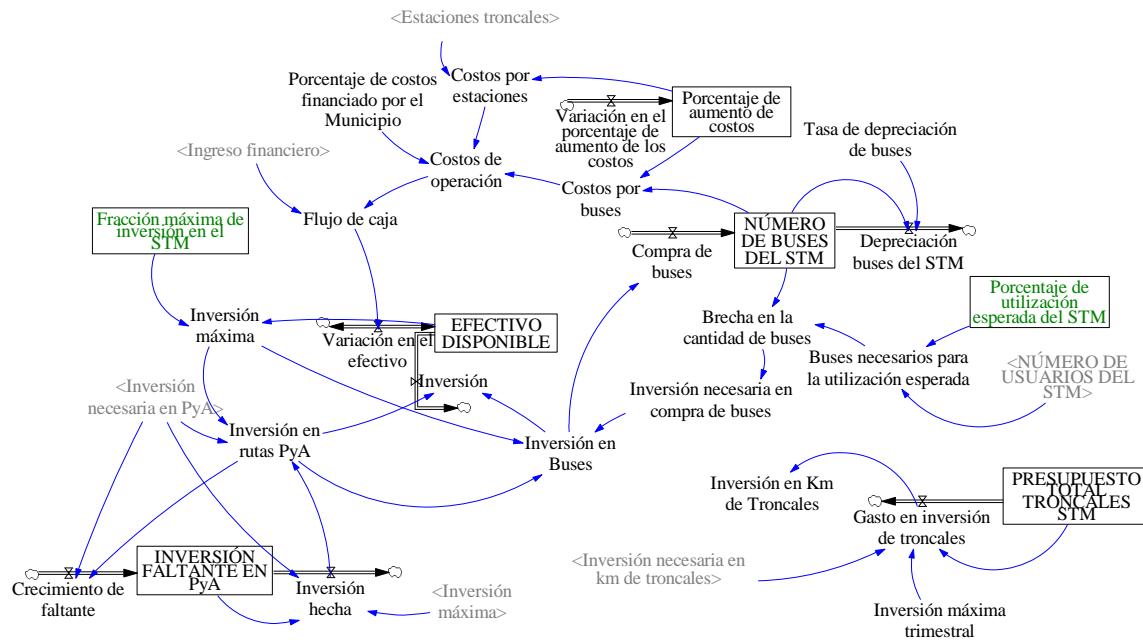 <Estaciones troncales>
Porcentaje de costos
financiado por el
Municipio
Costos por
estaciones
Variación en el
porcentaje de
aumento de los
costos
Porcentaje de
aumento de
costos
Tasa de depreciación
de buses
<Ingreso financiero>
Costos de
operación
Costos por
buses
Flujo de caja
Fracción máxima de
inversión en el
STM
Compra de
buses
NÚMERO
DE BUSES
DEL STM
Depreciación
buses del STM
Porcentaje de
utilización
esperada del STM
Inversión
máxima
Variación en el
efectivo
EFECTIVO
DISPONIBLE
Brecha en la
cantidad de buses
Buses necesarios para
la utilización esperada
<NÚMERO DE
USUARIOS DEL
STM>
<Inversión
necesaria en PyA>
Inversión
Inversión necesaria en
compra de buses
Inversión en
rutas PyA
Inversión en
Buses
Inversión en Km
de Troncales
PRESUPUESTO
TOTAL
TRONCALES
STM
Gasto en inversión
de troncales
Crecimiento de
faltante
INVERSIÓN
FALTANTE EN
PyA
Inversión
hecha
<Inversión
máxima>
<Inversión necesaria en
km de troncales>
Inversión máxima
trimestral